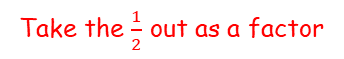 Take the 1/2 out as a factor